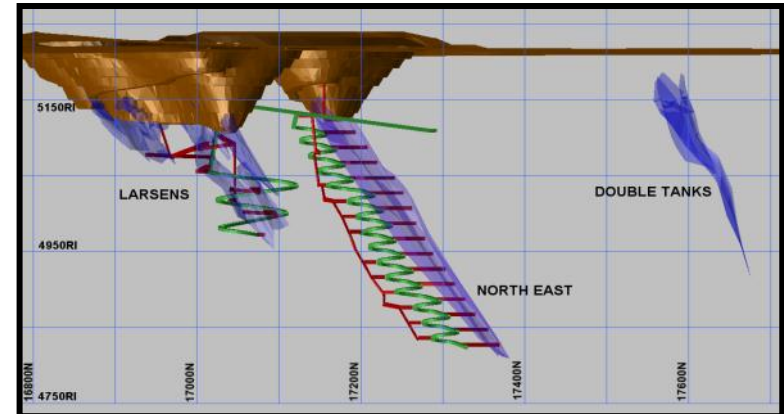 5150RI
LARSENS
DOUBLE TANKS
4950RI
NORTH EAST
16800N
17000N
17200N
17400N
17600N
4750RI